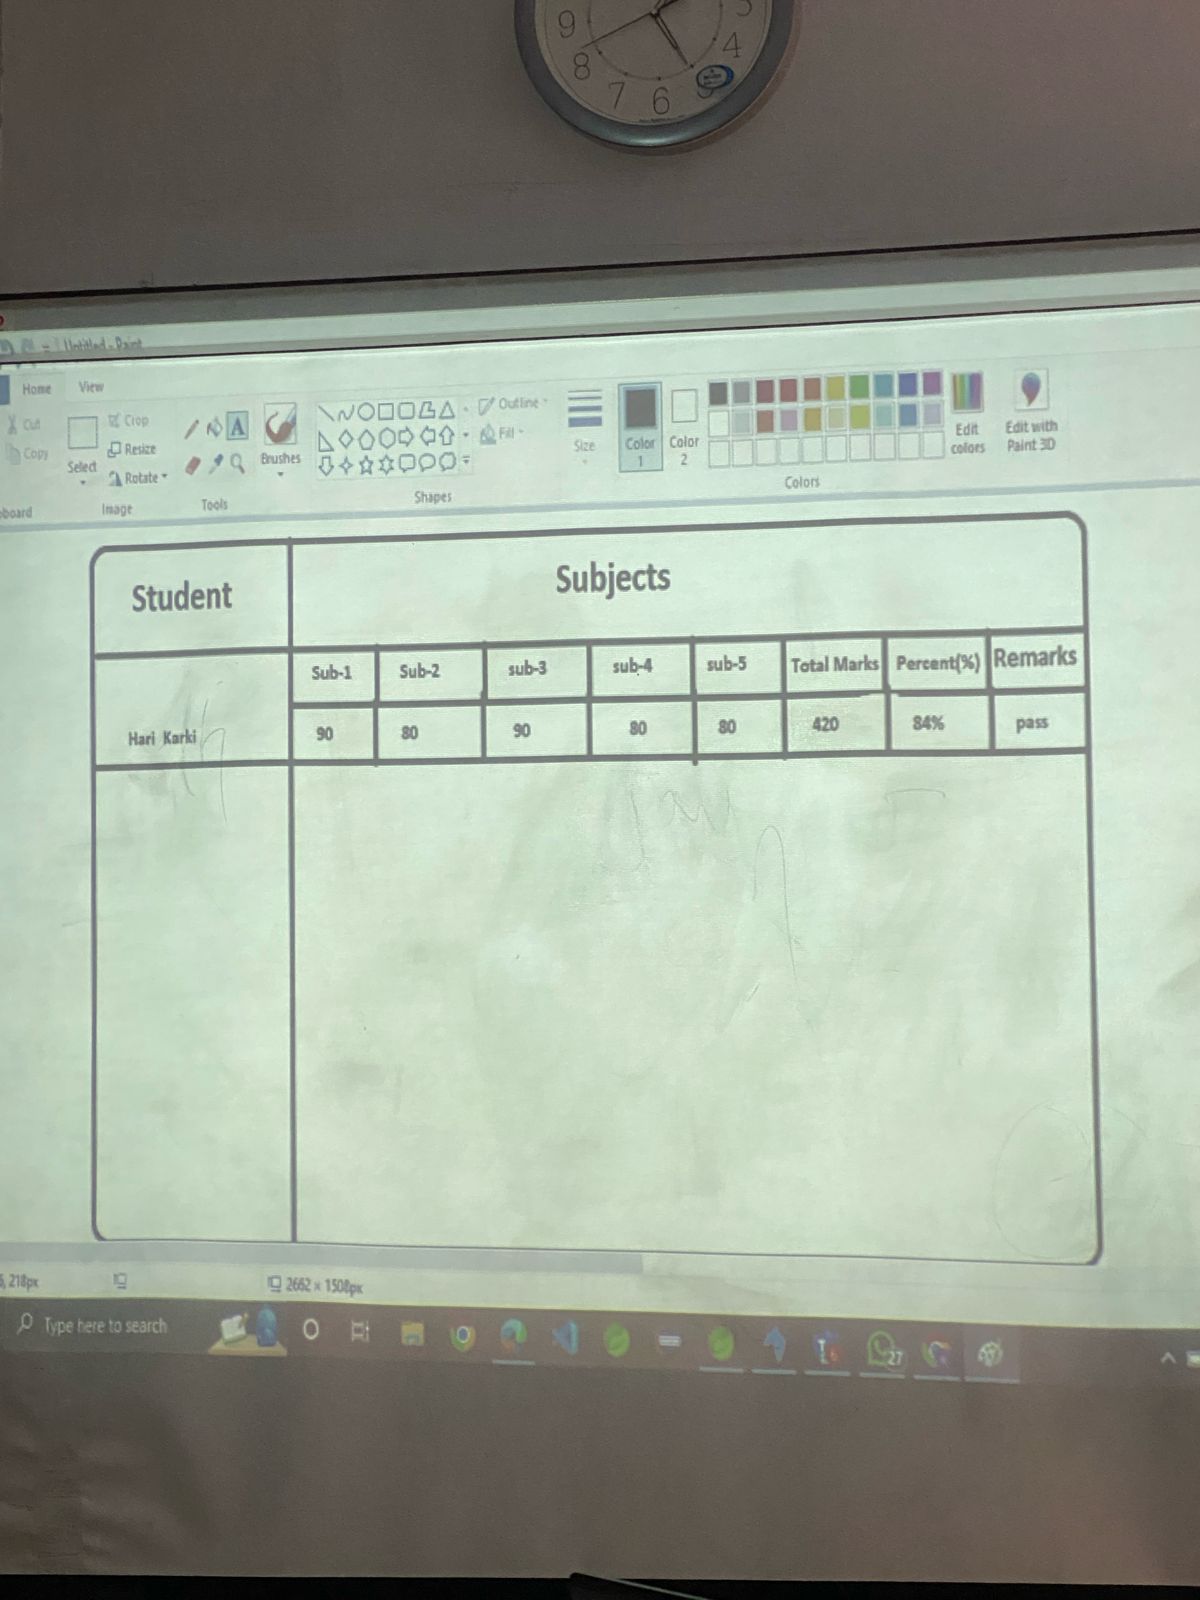 9
8
7
6
4
Untitled - Paint
Home View
Cut
Copy
Select
Crop
Resize
Rotate
Image
A
Tools
Brushes
Shapes
Outline
Fill
Size
Color 1
Color 2
Colors
Edit colors
Edit with Paint 3D
board
Student Subjects
Sub-1 Sub-2 sub-3 sub-4 sub-5 Total Marks Percent(%) Remarks
Hari Karki 90 80 90 80 80 420 84% pass
218px
2662 × 1508px
Type here to search
27